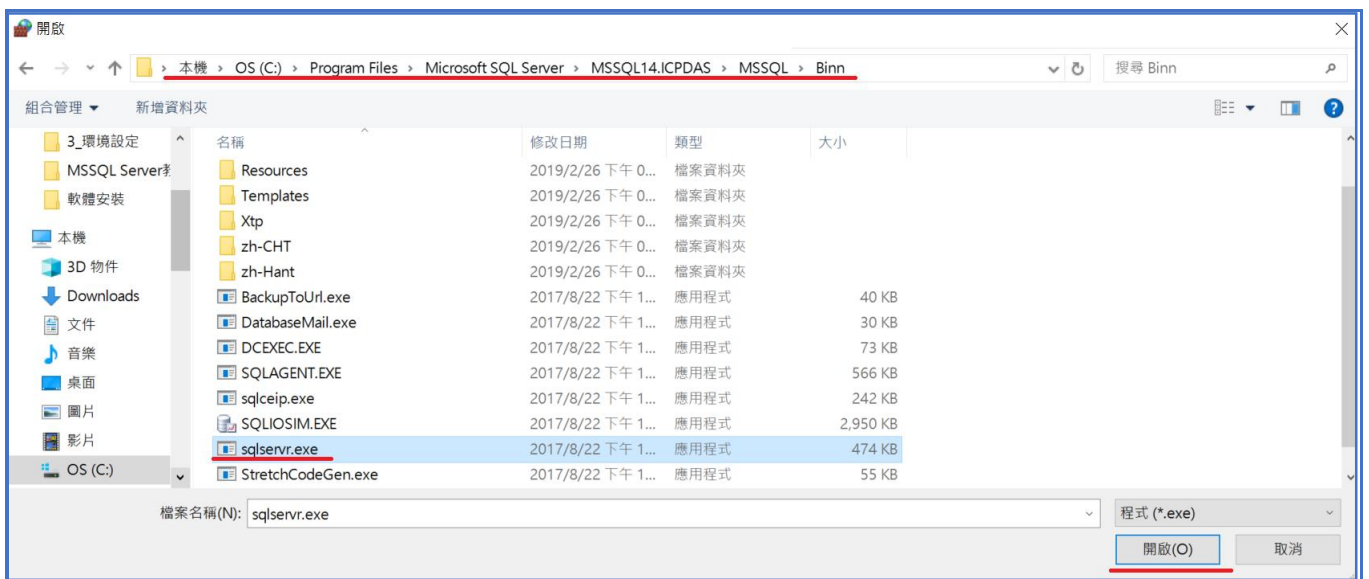 開啟
本機 › OS (C:) › Program Files › Microsoft SQL Server › MSSQL14.ICPDAS › MSSQL › Binn
搜尋 Binn
組合管理 新增資料夾
名稱 修改日期 類型 大小
3_環境設定
MSSQL Server教
軟體安裝
本機
3D 物件
Downloads
文件
音樂
桌面
圖片
影片
OS (C:)
Resources 2019/2/26 下午 0... 檔案資料夾
Templates 2019/2/26 下午 0... 檔案資料夾
Xtp 2019/2/26 下午 0... 檔案資料夾
zh-CHT 2019/2/26 下午 0... 檔案資料夾
zh-Hant 2019/2/26 下午 0... 檔案資料夾
BackupToUrl.exe 2017/8/22 下午 1... 應用程式 40 KB
DatabaseMail.exe 2017/8/22 下午 1... 應用程式 30 KB
DCEXEC.EXE 2017/8/22 下午 1... 應用程式 73 KB
SQLAGENT.EXE 2017/8/22 下午 1... 應用程式 566 KB
sqlceip.exe 2017/8/22 下午 1... 應用程式 242 KB
SQLIOSIM.EXE 2017/8/22 下午 1... 應用程式 2,950 KB
sqlservr.exe 2017/8/22 下午 1... 應用程式 474 KB
StretchCodeGen.exe 2017/8/22 下午 1... 應用程式 55 KB
檔案名稱(N): sqlservr.exe
程式 (*.exe)
開啟(O) 取消